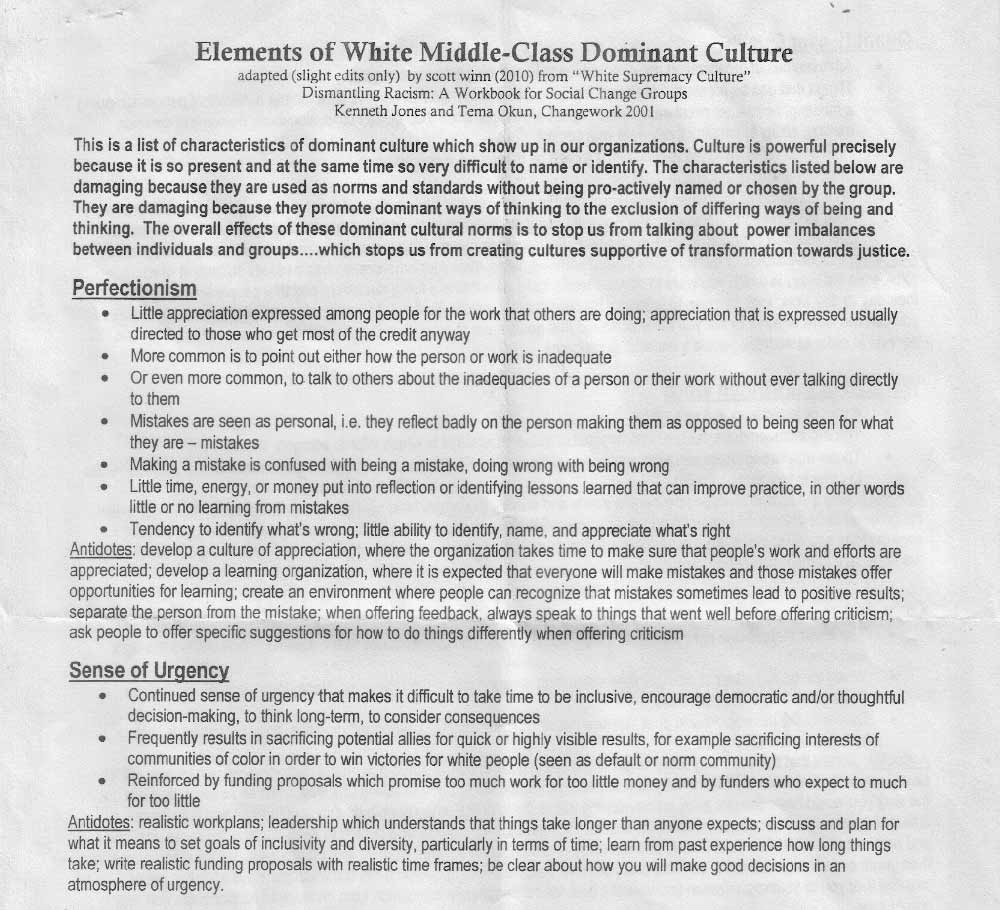 Elements of White Middle-Class Dominant Culture
adapted (slight edits only) by scott winn (2010) from "White Supremacy Culture"
Dismantling Racism: A Workbook for Social Change Groups
Kenneth Jones and Tema Okun, Changework 2001
This is a list of characteristics of dominant culture which show up in our organizations. Culture is powerful precisely
because it is so present and at the same time so very difficult to name or identify. The characteristics listed below are
damaging because they are used as norms and standards without being pro-actively named or chosen by the group.
They are damaging because they promote dominant ways of thinking to the exclusion of differing ways of being and
thinking. The overall effects of these dominant cultural norms is to stop us from talking about power imbalances
between individuals and groups....which stops us from creating cultures supportive of transformation towards justice.
Perfectionism
• Little appreciation expressed among people for the work that others are doing; appreciation that is expressed usually
directed to those who get most of the credit anyway
• More common is to point out either how the person or work is inadequate
• Or even more common, to talk to others about the inadequacies of a person or their work without ever talking directly
to them
• Mistakes are seen as personal, i.e. they reflect badly on the person making them as opposed to being seen for what
they are – mistakes
• Making a mistake is confused with being a mistake, doing wrong with being wrong
• Little time, energy, or money put into reflection or identifying lessons learned that can improve practice, in other words
little or no learning from mistakes
• Tendency to identify what's wrong; little ability to identify, name, and appreciate what's right
Antidotes: develop a culture of appreciation, where the organization takes time to make sure that people's work and efforts are
appreciated; develop a learning organization, where it is expected that everyone will make mistakes and those mistakes offer
opportunities for learning; create an environment where people can recognize that mistakes sometimes lead to positive results;
separate the person from the mistake; when offering feedback, always speak to things that went well before offering criticism;
ask people to offer specific suggestions for how to do things differently when offering criticism
Sense of Urgency
• Continued sense of urgency that makes it difficult to take time to be inclusive, encourage democratic and/or thoughtful
decision-making, to think long-term, to consider consequences
• Frequently results in sacrificing potential allies for quick or highly visible results, for example sacrificing interests of
communities of color in order to win victories for white people (seen as default or norm community)
• Reinforced by funding proposals which promise too much work for too little money and by funders who expect to much
for too little
Antidotes: realistic workplans; leadership which understands that things take longer than anyone expects; discuss and plan for
what it means to set goals of inclusivity and diversity, particularly in terms of time; learn from past experience how long things
take; write realistic funding proposals with realistic time frames; be clear about how you will make good decisions in an
atmosphere of urgency.